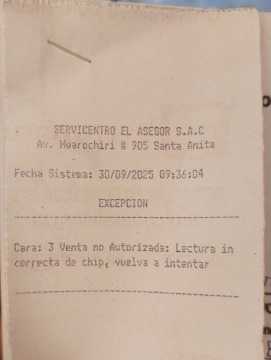 SERVICENTRO EL ASESOR S.A.C
Av. Huarochiri # 905 Santa Anita
Fecha Sistema: 30/09/2025 09:36:04
EXCEPCION
Cara: 3 Venta no Autorizada: Lectura in
correcta de chip, vuelva a intentar